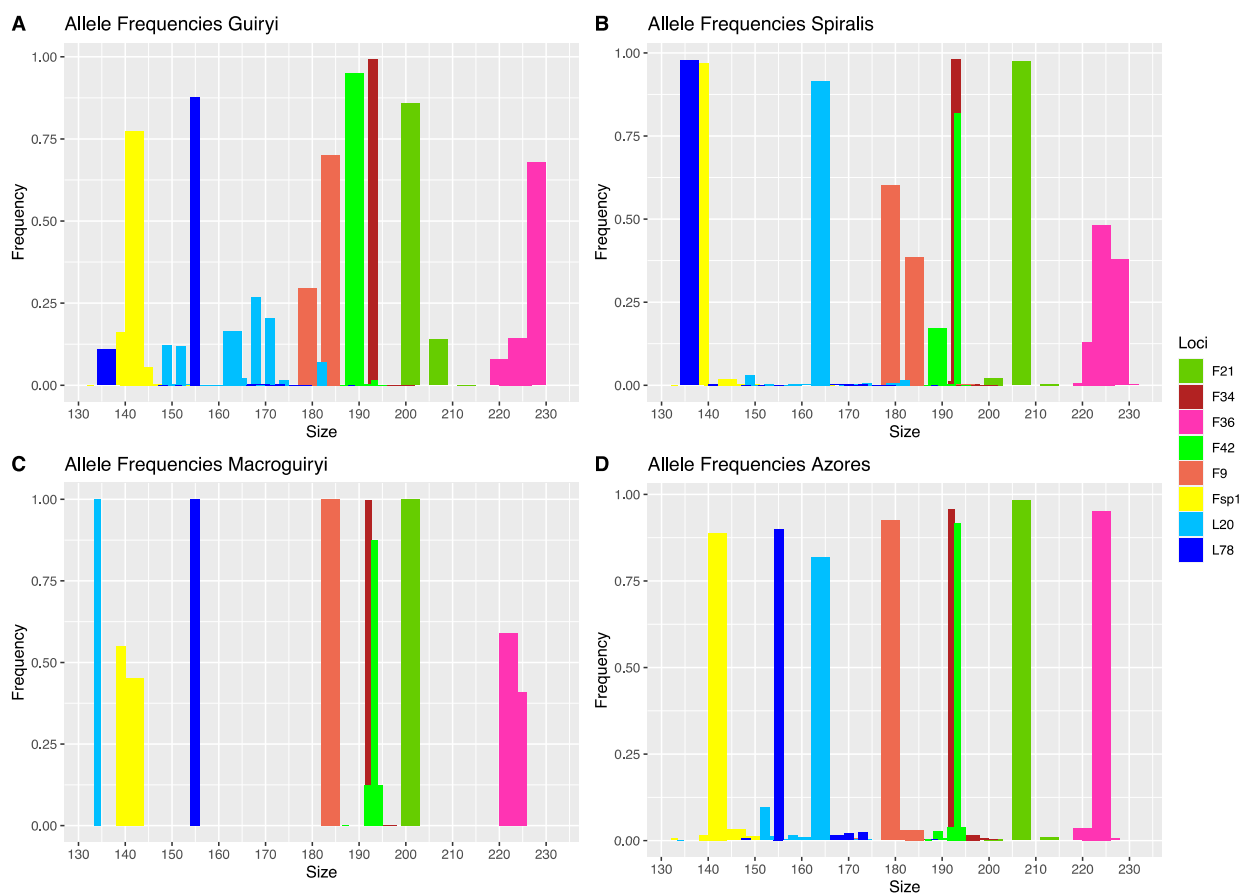 A
Allele Frequencies Guiryi
1.00
0.75
0.50
0.25
0.00
Frequency
130 140 150 160 170 180 190 200 210 220 230
Size
B
Allele Frequencies Spiralis
1.00
0.75
0.50
0.25
0.00
Frequency
130 140 150 160 170 180 190 200 210 220 230
Size
C
Allele Frequencies Macroguiryi
1.00
0.75
0.50
0.25
0.00
Frequency
130 140 150 160 170 180 190 200 210 220 230
Size
D
Allele Frequencies Azores
1.00
0.75
0.50
0.25
0.00
Frequency
130 140 150 160 170 180 190 200 210 220 230
Size
Loci
F21
F34
F36
F42
F9
Fsp1
L20
L78